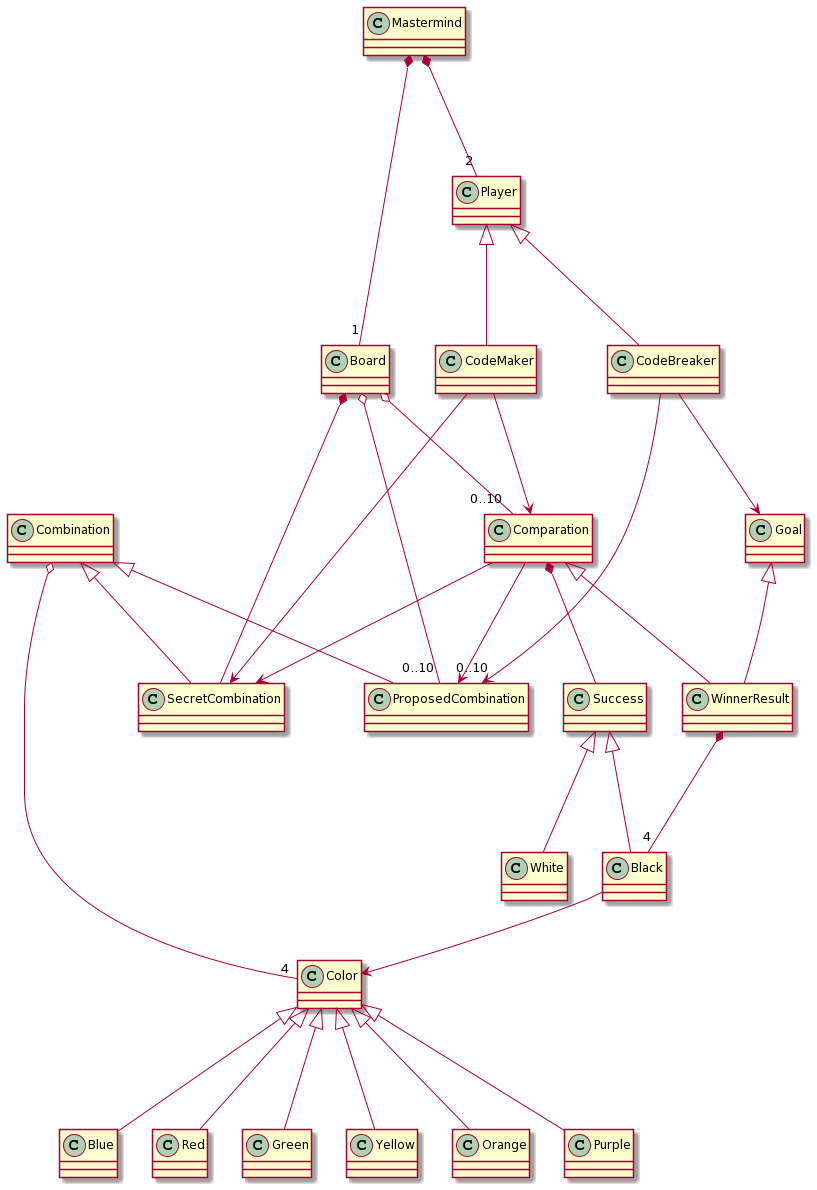 C Mastermind
2
C Player
1
C Board
C CodeMaker
C CodeBreaker
0..10
C Combination
C Comparation
C Goal
0..10
0..10
C SecretCombination
C ProposedCombination
C Success
C WinnerResult
4
C White
C Black
4
C Color
C Blue
C Red
C Green
C Yellow
C Orange
C Purple